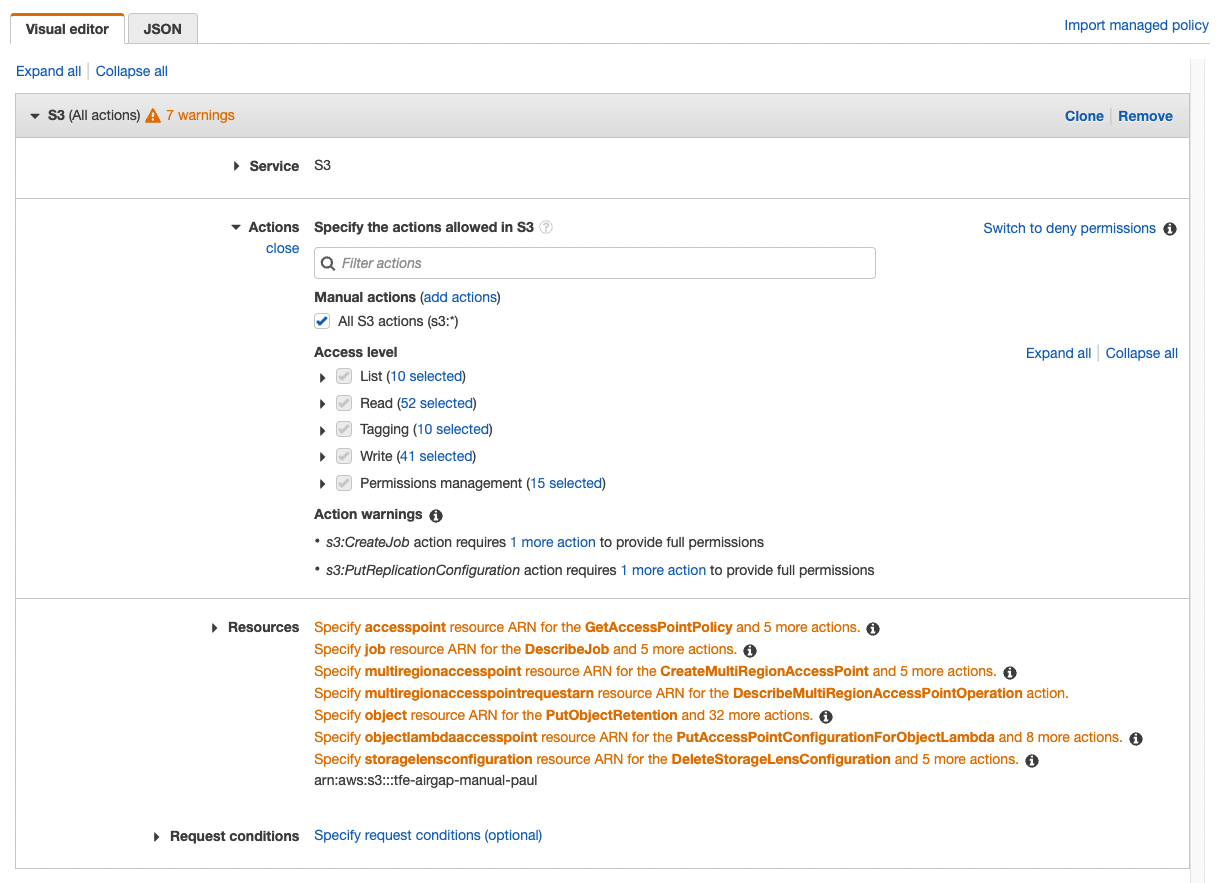 Visual editor JSON Import managed policy
Expand all Collapse all
S3 (All actions) 7 warnings Clone Remove
Service S3
Actions Specify the actions allowed in S3 ? Switch to deny permissions i
close
Filter actions
Manual actions (add actions)
All S3 actions (s3:*)
Access level Expand all Collapse all
List (10 selected)
Read (52 selected)
Tagging (10 selected)
Write (41 selected)
Permissions management (15 selected)
Action warnings i
• s3:CreateJob action requires 1 more action to provide full permissions
• s3:PutReplicationConfiguration action requires 1 more action to provide full permissions
Resources Specify accesspoint resource ARN for the GetAccessPointPolicy and 5 more actions. i
Specify job resource ARN for the DescribeJob and 5 more actions. i
Specify multiregionaccesspoint resource ARN for the CreateMultiRegionAccessPoint and 5 more actions. i
Specify multiregionaccesspointrequestarn resource ARN for the DescribeMultiRegionAccessPointOperation action.
Specify object resource ARN for the PutObjectRetention and 32 more actions. i
Specify objectlambdaaccesspoint resource ARN for the PutAccessPointConfigurationForObjectLambda and 8 more actions. i
Specify storagelensconfiguration resource ARN for the DeleteStorageLensConfiguration and 5 more actions. i
arn:aws:s3:::tfe-airgap-manual-paul
Request conditions Specify request conditions (optional)